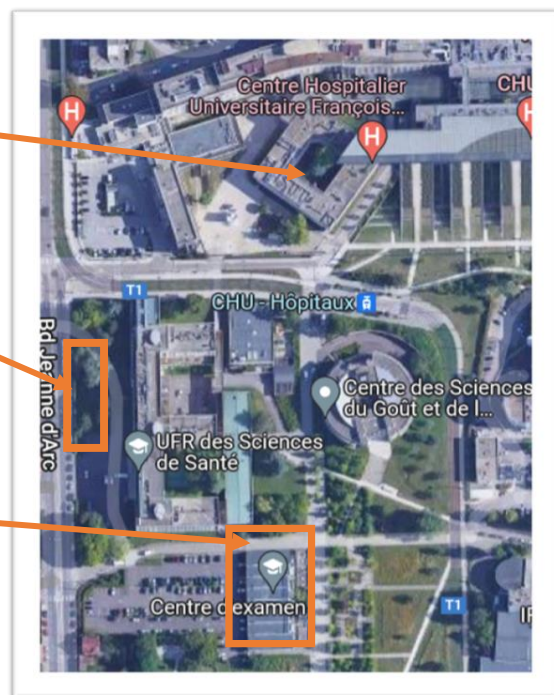 Centre Hospitalier
Universitaire François...
CHU
H
H
H
T1
CHU - Hôpitaux
Bd Jeanne d'Arc
Centre des Sciences
du Goût et de l...
UFR des Sciences
de Santé
Centre d'examen
T1